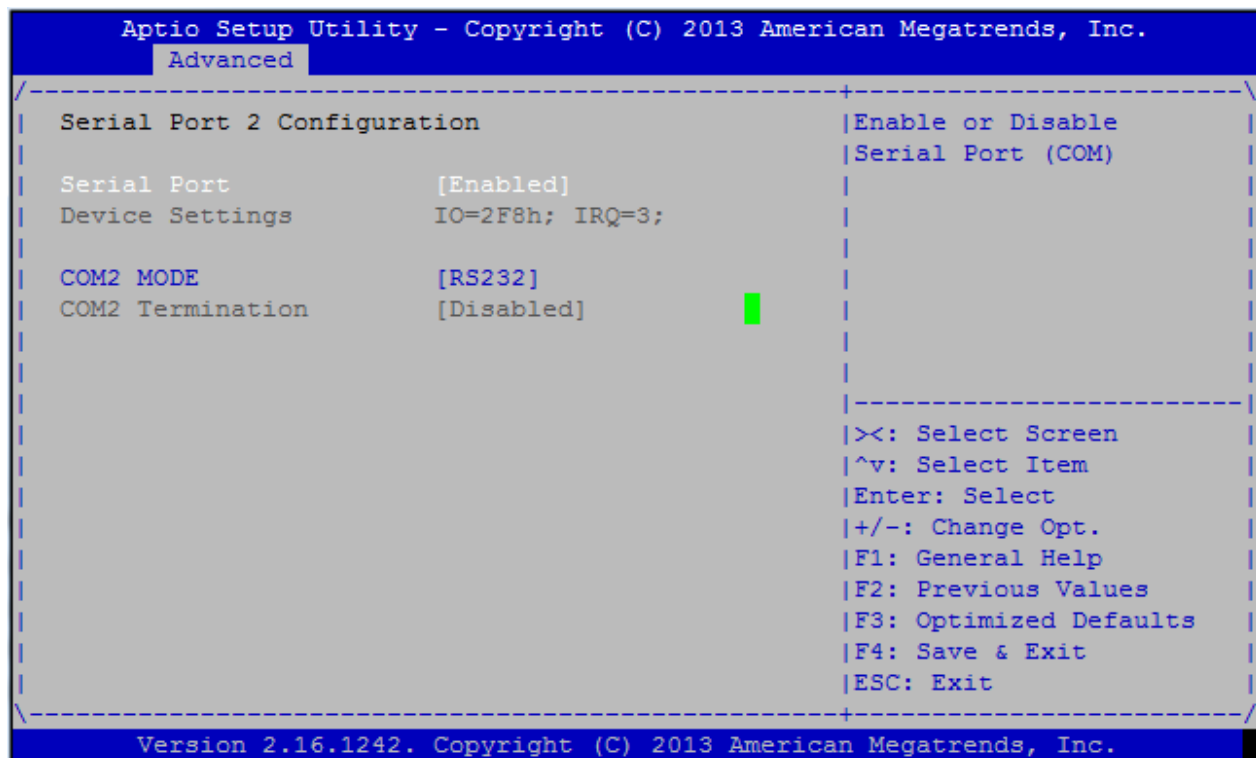 Aptio Setup Utility - Copyright (C) 2013 American Megatrends, Inc.
Advanced
Serial Port 2 Configuration
Serial Port [Enabled]
Device Settings IO=2F8h; IRQ=3;
COM2 MODE [RS232]
COM2 Termination [Disabled]
Enable or Disable
Serial Port (COM)
><: Select Screen
^v: Select Item
Enter: Select
+/-: Change Opt.
F1: General Help
F2: Previous Values
F3: Optimized Defaults
F4: Save & Exit
ESC: Exit
Version 2.16.1242. Copyright (C) 2013 American Megatrends, Inc.